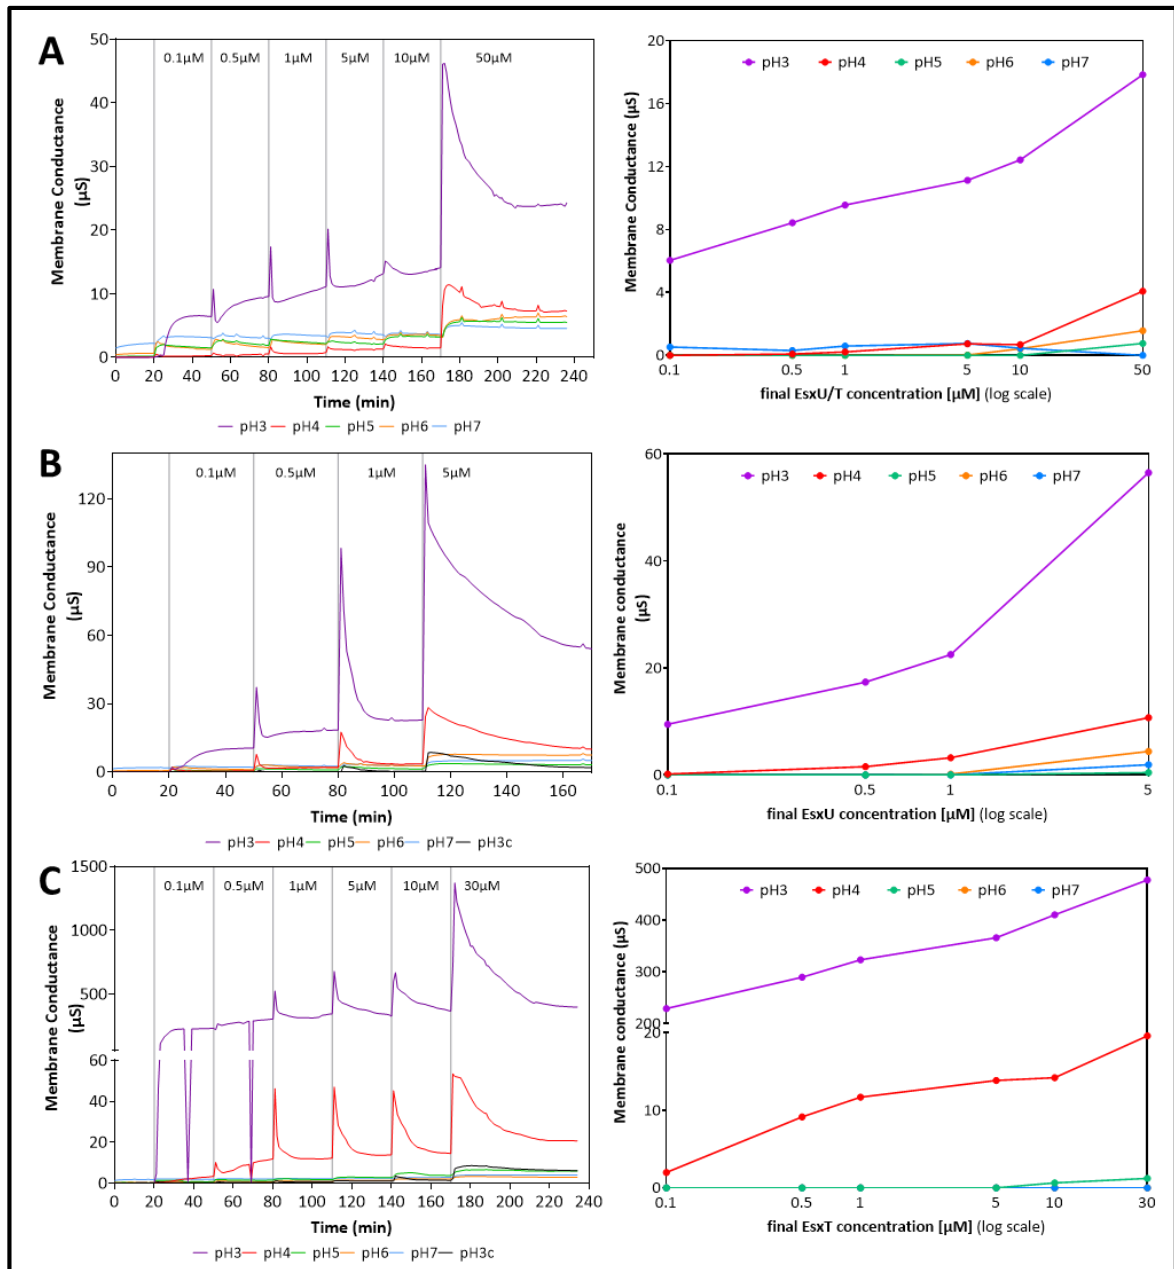 A
Membrane Conductance (µS)
50
40
30
20
10
0
0.1µM 0.5µM 1µM 5µM 10µM 50µM
0 20 40 60 80 100 120 140 160 180 200 220 240
Time (min)
pH3 pH4 pH5 pH6 pH7
Membrane Conductance (µS)
20
16
12
8
4
0
pH3 pH4 pH5 pH6 pH7
0.1 0.5 1 5 10 50
final EsxU/T concentration [µM] (log scale)
B
Membrane Conductance (µS)
120
90
60
30
0
0.1µM 0.5µM 1µM 5µM
0 20 40 60 80 100 120 140 160
Time (min)
pH3 pH4 pH5 pH6 pH7 pH3c
Membrane conductance (µS)
60
40
20
0
pH3 pH4 pH5 pH6 pH7
0.1 0.5 1 5
final EsxU concentration [µM] (log scale)
C
Membrane Conductance (µS)
1500
1000
500
60
40
20
0
0.1µM 0.5µM 1µM 5µM 10µM 30µM
0 20 40 60 80 100 120 140 160 180 200 220 240
Time (min)
pH3 pH4 pH5 pH6 pH7 pH3c
Membrane conductance (µS)
500
400
300
200
20
10
0
pH3 pH4 pH5 pH6 pH7
0.1 0.5 1 5 10 30
final EsxT concentration [µM] (log scale)